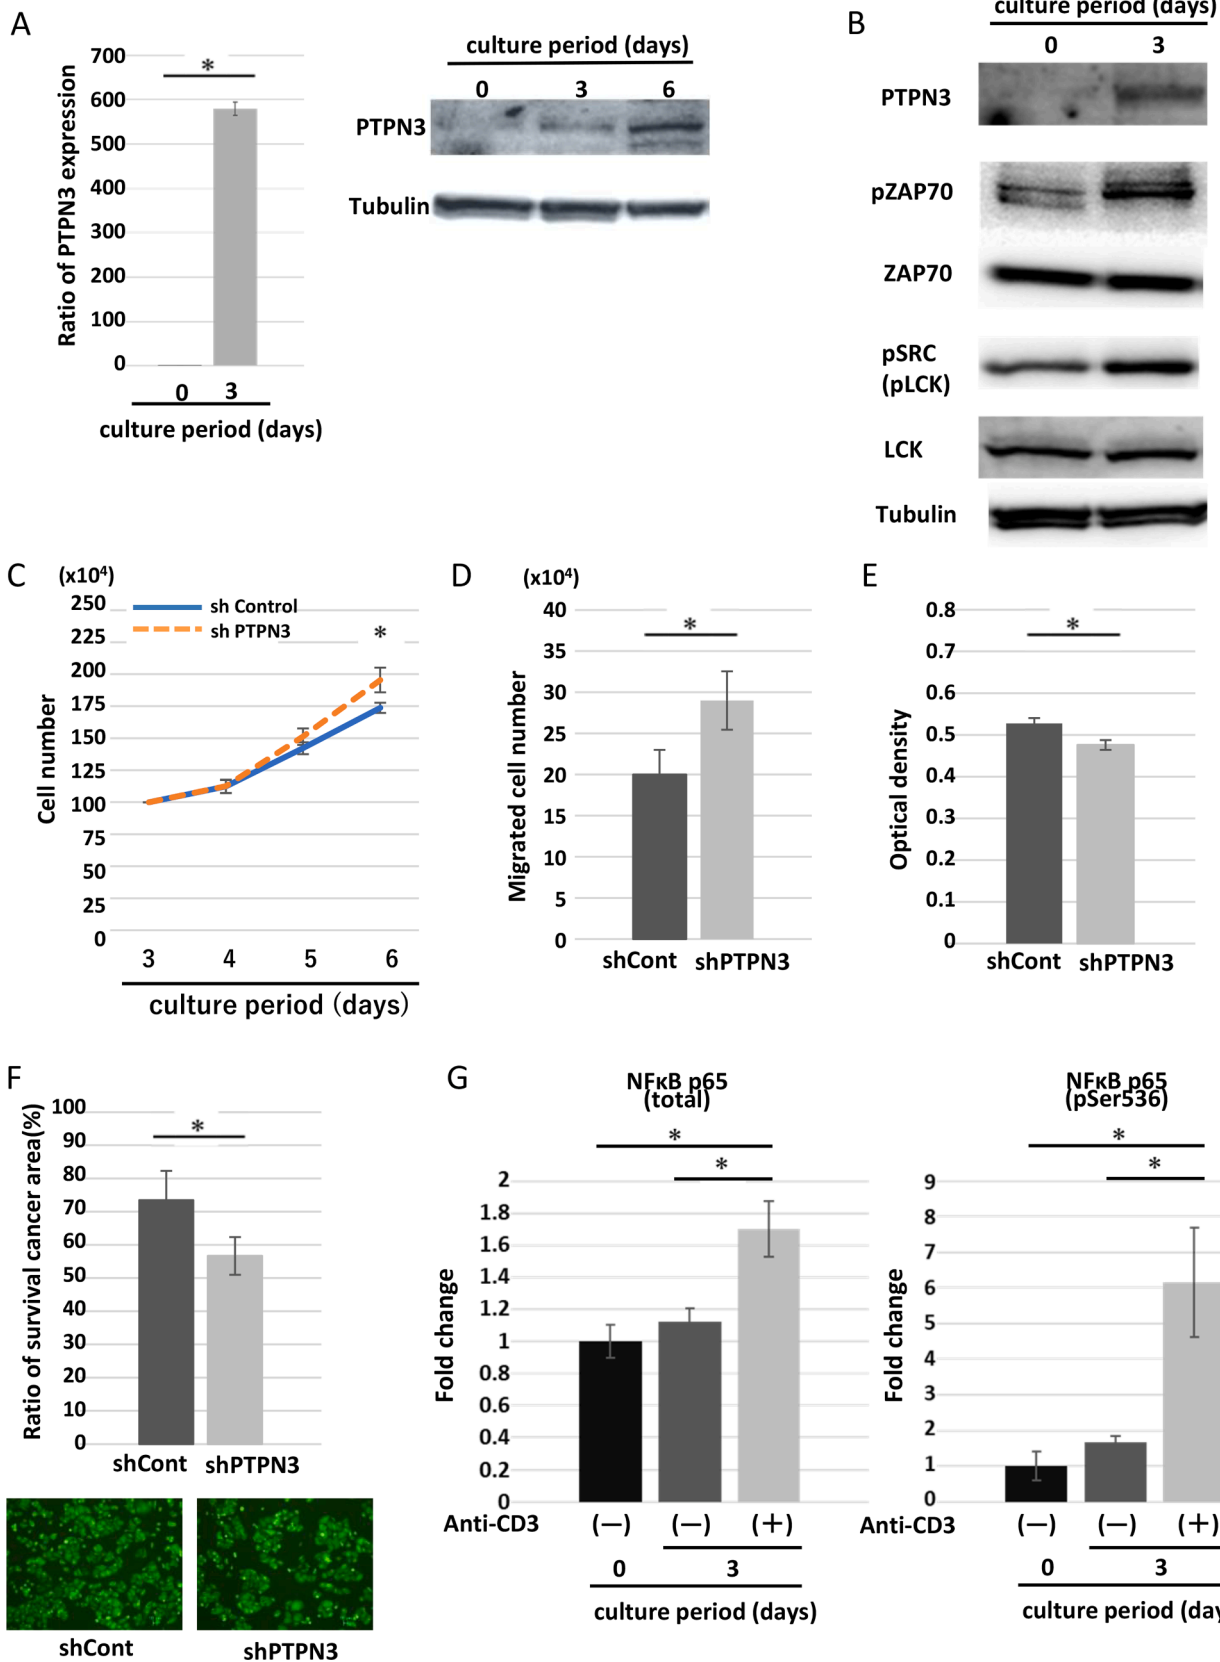 A
700
600
500
400
300
200
100
0
Ratio of PTPN3 expression
*
0 3
culture period (days)
culture period (days)
0 3 6
PTPN3
Tubulin
B
culture period (days)
0 3
PTPN3
pZAP70
ZAP70
pSRC
(pLCK)
LCK
Tubulin
C
(x10⁴)
250
225
200
175
150
125
100
75
50
25
0
Cell number
sh Control
sh PTPN3
*
3 4 5 6
culture period (days)
D
(x10⁴)
40
35
30
25
20
15
10
5
0
Migrated cell number
*
shCont shPTPN3
E
0.8
0.7
0.6
0.5
0.4
0.3
0.2
0.1
0
Optical density
*
shCont shPTPN3
F
100
90
80
70
60
50
40
30
20
10
0
Ratio of survival cancer area(%)
*
shCont shPTPN3
shCont shPTPN3
G
NFκB p65
(total)
*
*
2
1.8
1.6
1.4
1.2
1
0.8
0.6
0.4
0.2
0
Fold change
Anti-CD3 (—) (—) (+)
0 3
culture period (days)
NFκB p65
(pSer536)
*
*
9
8
7
6
5
4
3
2
1
0
Fold change
Anti-CD3 (—) (—) (+)
0 3
culture period (day